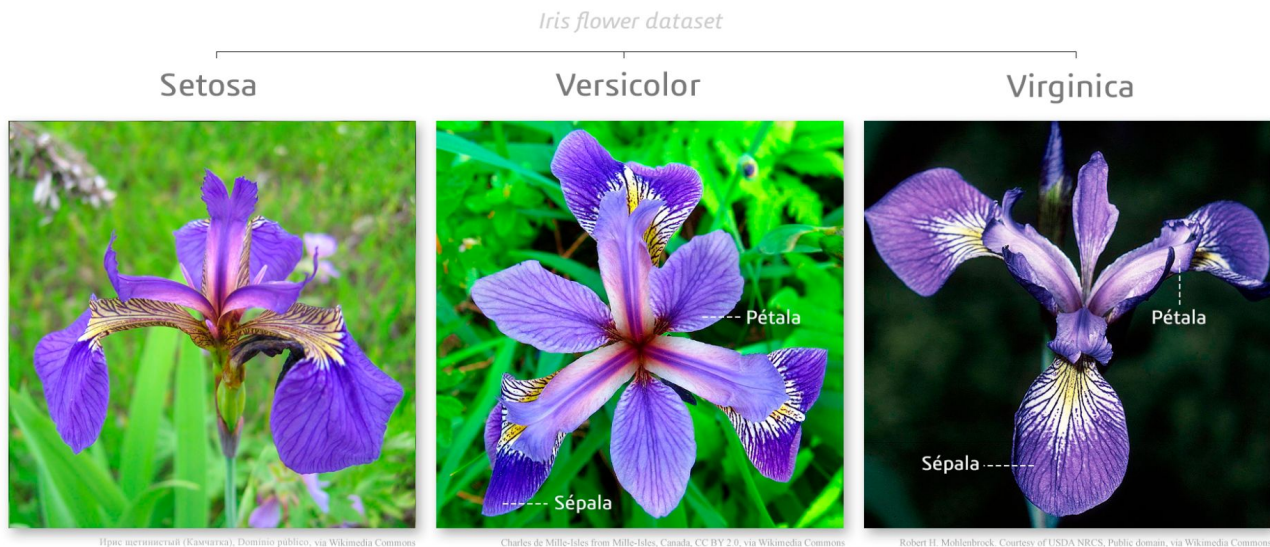 Iris flower dataset
Setosa
Versicolor
Virginica
Pétala
Sépala
Pétala
Sépala
Ирис щетинистый (Камчатка), Domínio público, via Wikimedia Commons
Charles de Mille-Isles from Mille-Isles, Canada, CC BY 2.0, via Wikimedia Commons
Robert H. Mohlenbrock. Courtesy of USDA NRCS, Public domain, via Wikimedia Commons